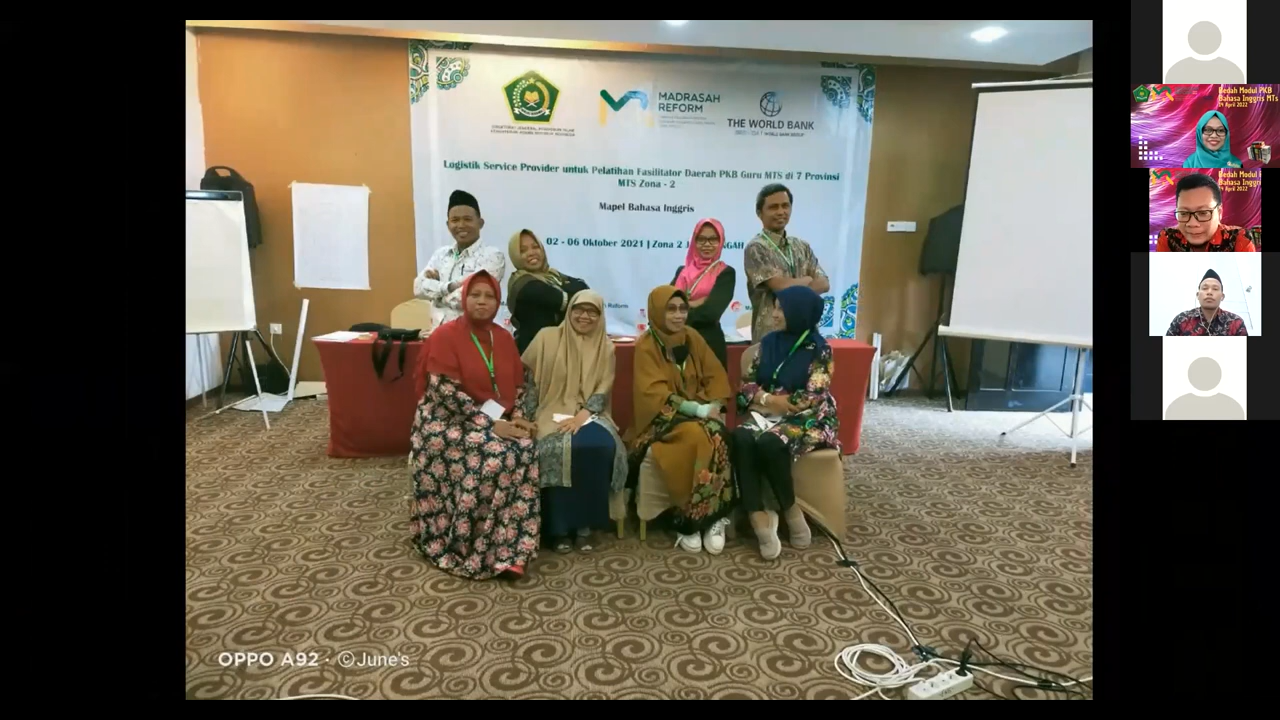 MADRASAH
REFORM
THE WORLD BANK
Logistik Service Provider untuk Pelatihan Fasilitator Daerah PKB Guru MTS di 7 Provinsi
MTS Zona - 2
Mapel Bahasa Inggris
02 - 06 Oktober 2021 | Zona 2
OPPO A92 · ©June's
Bedah Modul PKB
Bahasa Inggris MTs
Bedah Modul
Bahasa Inggris